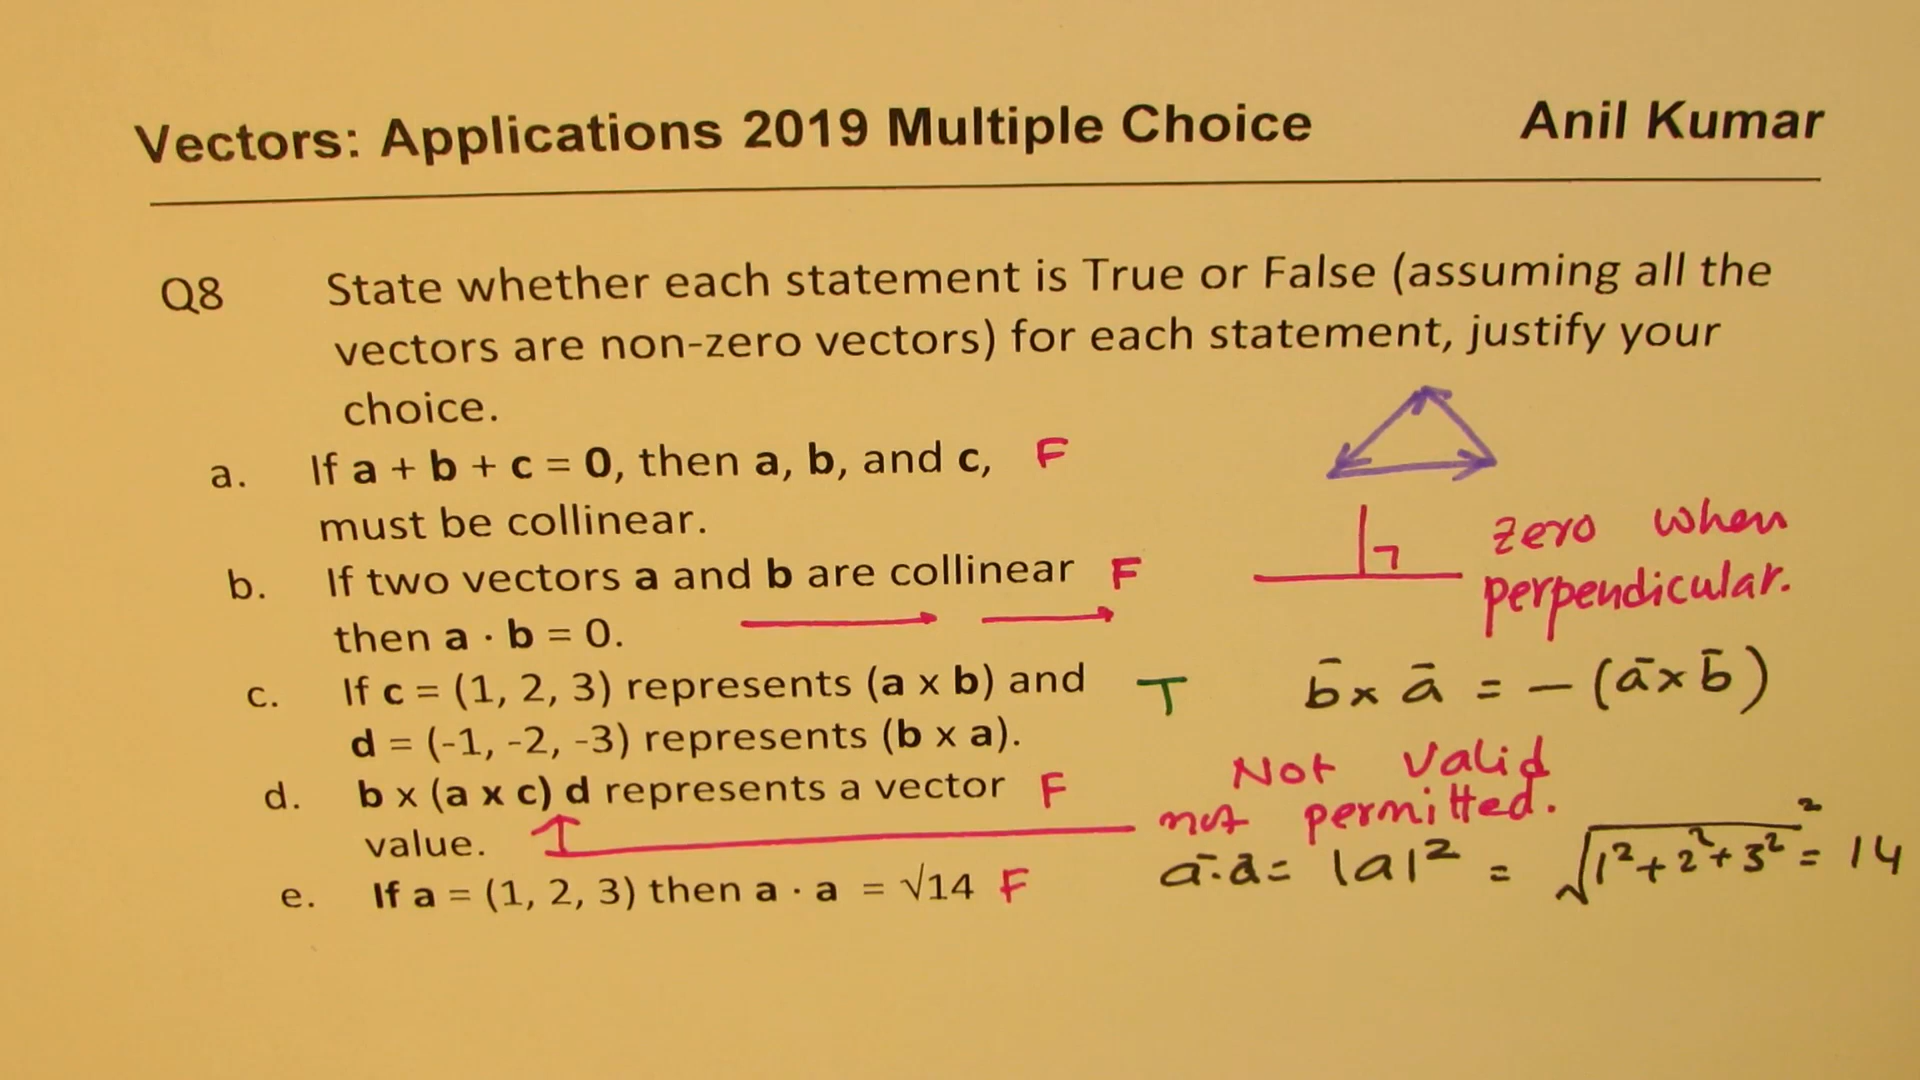 Vectors: Applications 2019 Multiple Choice Anil Kumar
Q8 State whether each statement is True or False (assuming all the
vectors are non-zero vectors) for each statement, justify your
choice.
a. If a + b + c = 0, then a, b, and c, F
must be collinear.
zero when
perpendicular.
b. If two vectors a and b are collinear F
then a · b = 0.
c. If c = (1, 2, 3) represents (a x b) and T b̄ x ā = - (ā x b̄)
d = (-1, -2, -3) represents (b x a).
d. b x (a x c) d represents a vector F
value.
Not Valid
not permitted.
e. If a = (1, 2, 3) then a · a = √14 F
ā·ā = |a|² = √1²+2²+3²² = 14